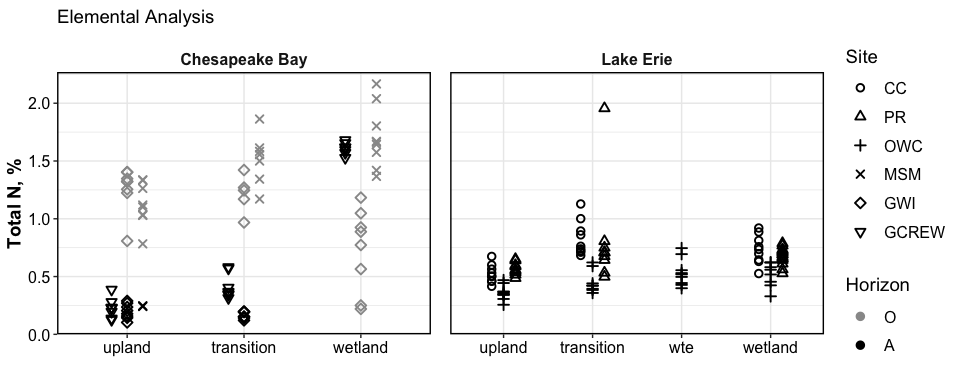 Elemental Analysis
Chesapeake Bay
Lake Erie
Total N, %
2.0
1.5
1.0
0.5
0.0
upland
transition
wetland
upland
transition
wte
wetland
Site
CC
PR
OWC
MSM
GWI
GCREW
Horizon
O
A